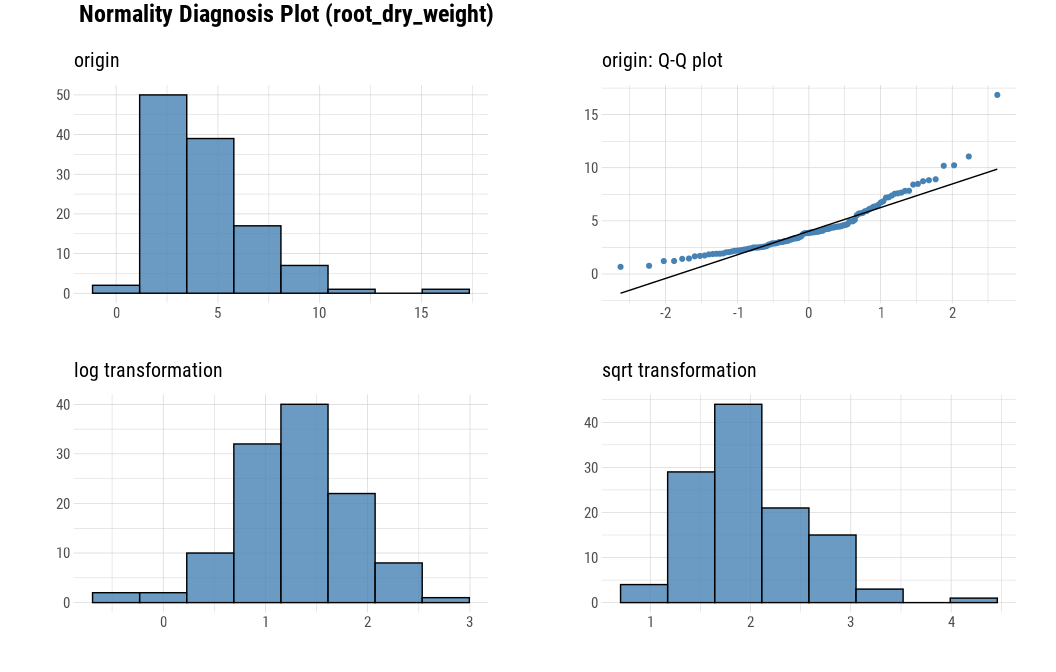 Normality Diagnosis Plot (root_dry_weight)
origin
50
40
30
20
10
0
0 5 10 15
origin: Q-Q plot
15
10
5
0
-2 -1 0 1 2
log transformation
40
30
20
10
0
0 1 2 3
sqrt transformation
40
30
20
10
0
1 2 3 4